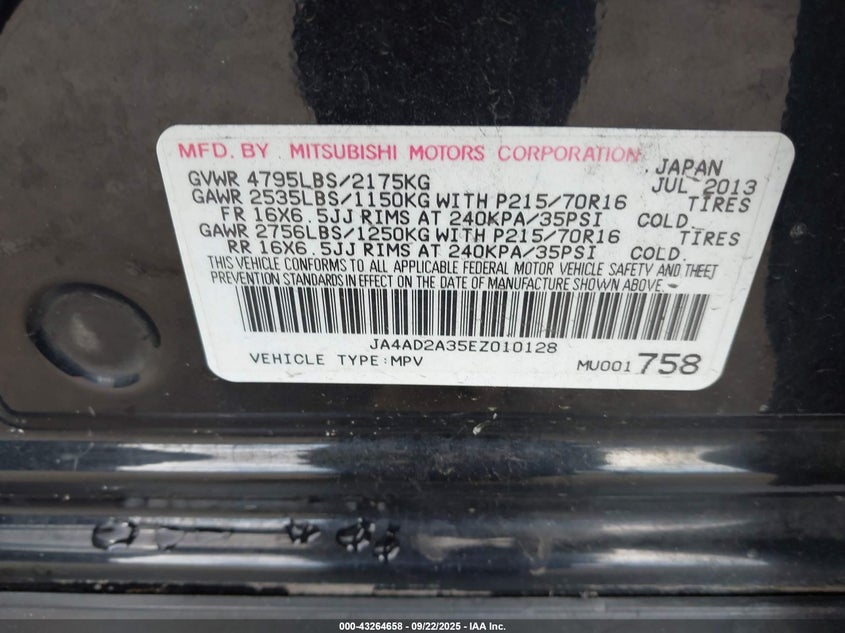 MFD. BY MITSUBISHI MOTORS CORPORATION JAPAN
GVWR 4795LBS/2175KG JUL 2013
GAWR 2535LBS/1150KG WITH P215/70R16 TIRES
FR 16X6.5JJ RIMS AT 240KPA/35PSI COLD
GAWR 2756LBS/1250KG WITH P215/70R16 TIRES
RR 16X6.5JJ RIMS AT 240KPA/35PSI COLD.
THIS VEHICLE CONFORMS TO ALL APPLICABLE FEDERAL MOTOR VEHICLE SAFETY AND THEFT
PREVENTION STANDARDS IN EFFECT ON THE DATE OF MANUFACTURE SHOWN ABOVE.
JA4AD2A35EZ010128
VEHICLE TYPE:MPV MU001758
000-43264658 - 09/22/2025 - IAA Inc.